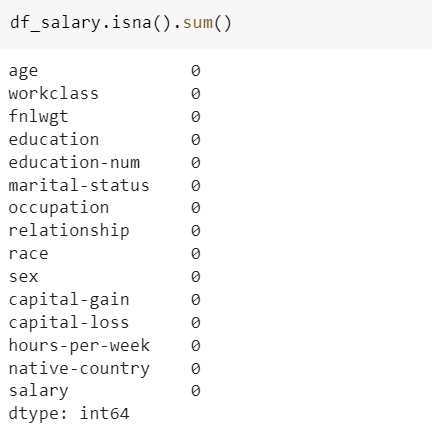 df_salary.isna().sum()
age 0
workclass 0
fnlwgt 0
education 0
education-num 0
marital-status 0
occupation 0
relationship 0
race 0
sex 0
capital-gain 0
capital-loss 0
hours-per-week 0
native-country 0
salary 0
dtype: int64